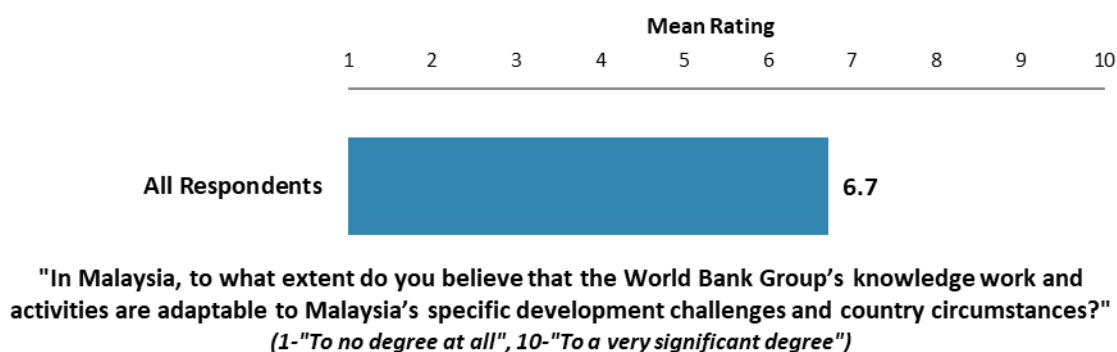 Mean Rating
1 2 3 4 5 6 7 8 9 10
All Respondents 6.7
"In Malaysia, to what extent do you believe that the World Bank Group’s knowledge work and
activities are adaptable to Malaysia’s specific development challenges and country circumstances?"
(1-"To no degree at all", 10-"To a very significant degree")